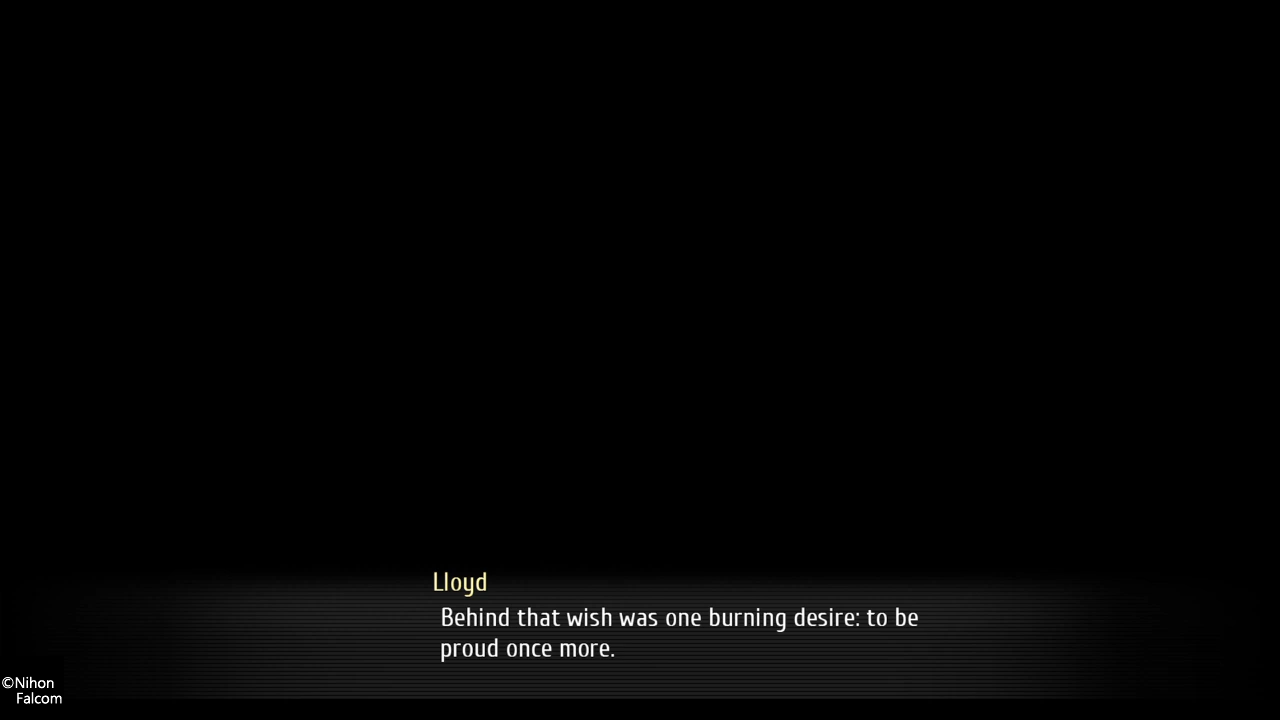 Lloyd
Behind that wish was one burning desire: to be
proud once more.
©Nihon
Falcom